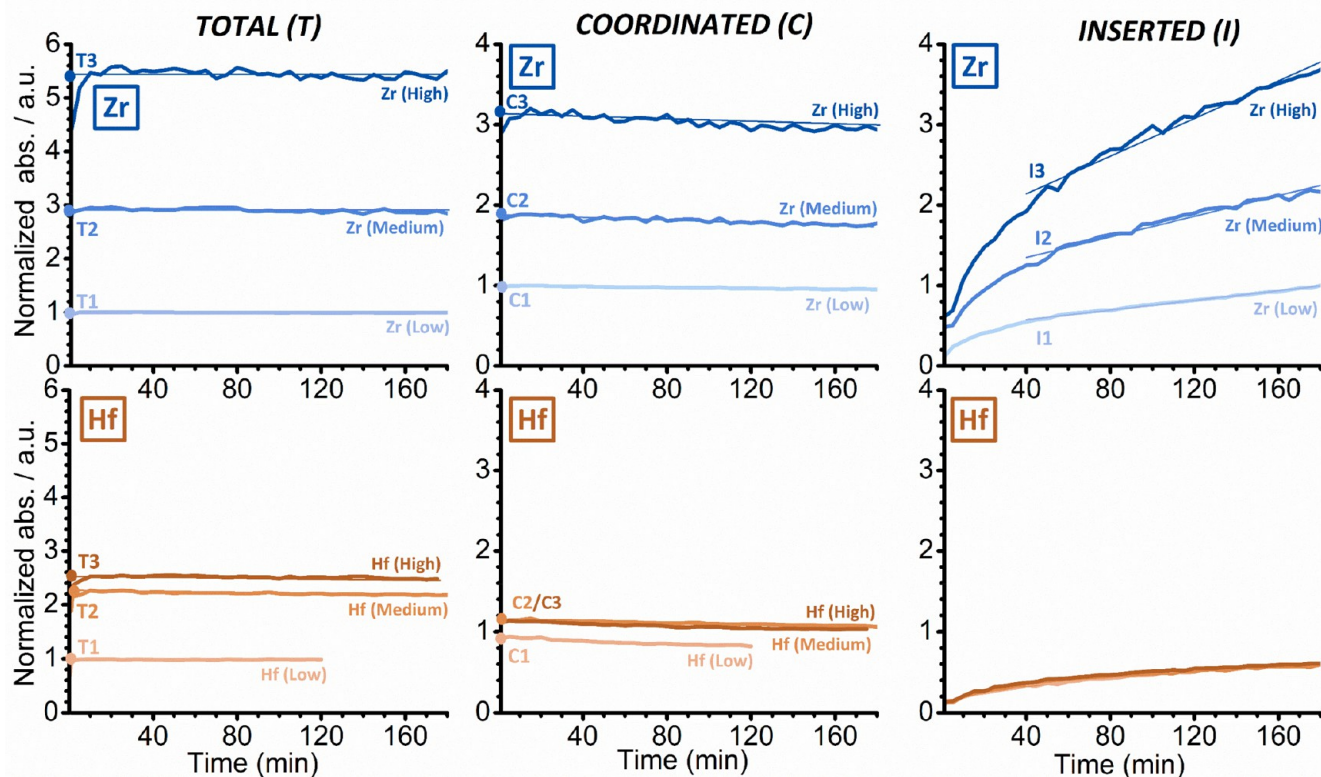 TOTAL (T)
COORDINATED (C)
INSERTED (I)
Normalized abs. / a.u.
6
5
4
3
2
1
0
T3
Zr
Zr (High)
T2
Zr (Medium)
T1
Zr (Low)
40
80
120
160
4
3
2
1
0
Zr
C3
Zr (High)
C2
Zr (Medium)
C1
Zr (Low)
40
80
120
160
4
3
2
1
0
Zr
Zr (High)
I3
I2
Zr (Medium)
Zr (Low)
I1
40
80
120
160
Normalized abs. / a.u.
6
5
4
3
2
1
0
Hf
T3
Hf (High)
T2
Hf (Medium)
T1
Hf (Low)
40
80
120
160
Time (min)
4
3
2
1
0
Hf
C2/C3
Hf (High)
C1
Hf (Medium)
Hf (Low)
40
80
120
160
Time (min)
4
3
2
1
0
Hf
40
80
120
160
Time (min)